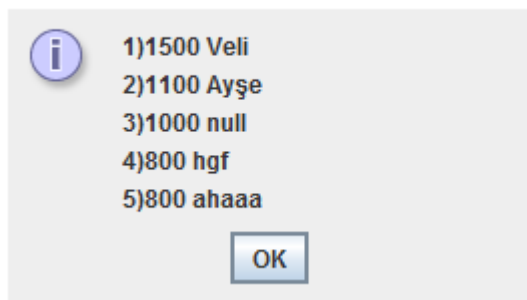 1)1500 Veli
2)1100 Ayşe
3)1000 null
4)800 hgf
5)800 ahaaa
OK